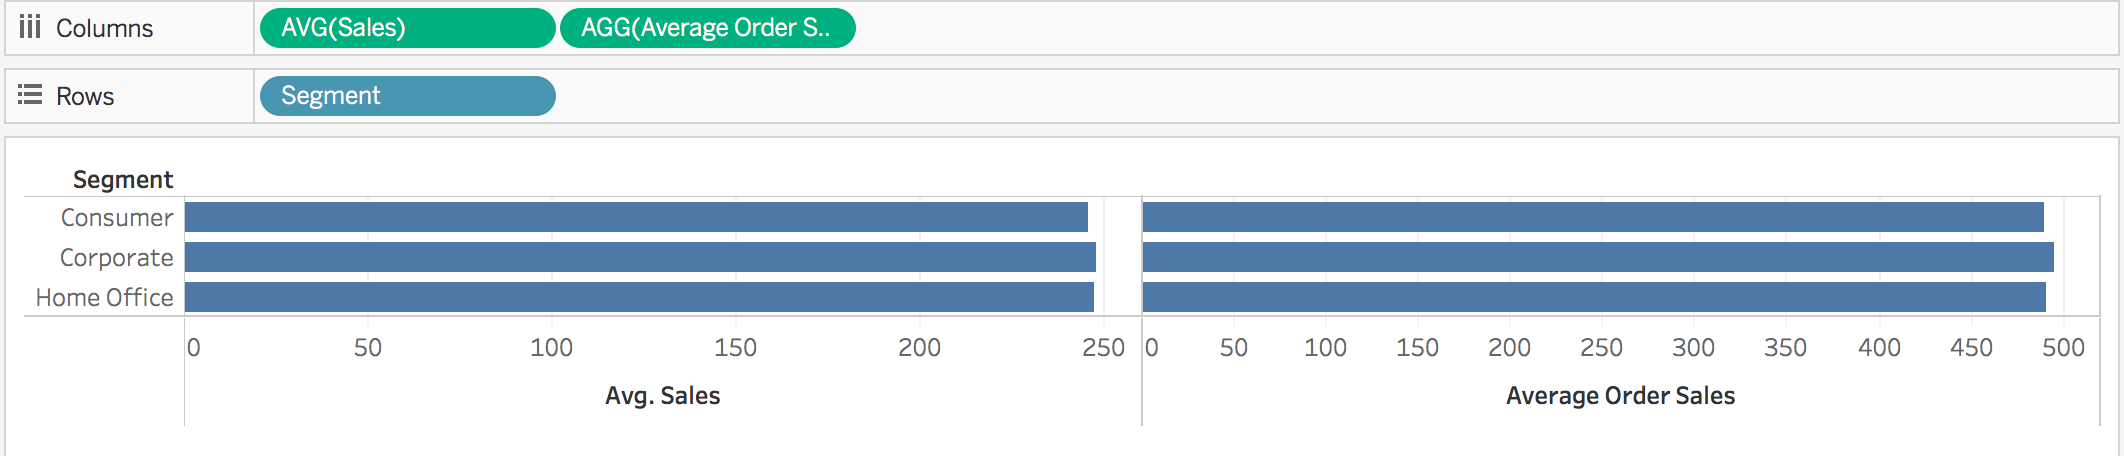 Columns AVG(Sales) AGG(Average Order S..
Rows Segment
Segment
Consumer
Corporate
Home Office
0 50 100 150 200 250 0 50 100 150 200 250 300 350 400 450 500
Avg. Sales Average Order Sales